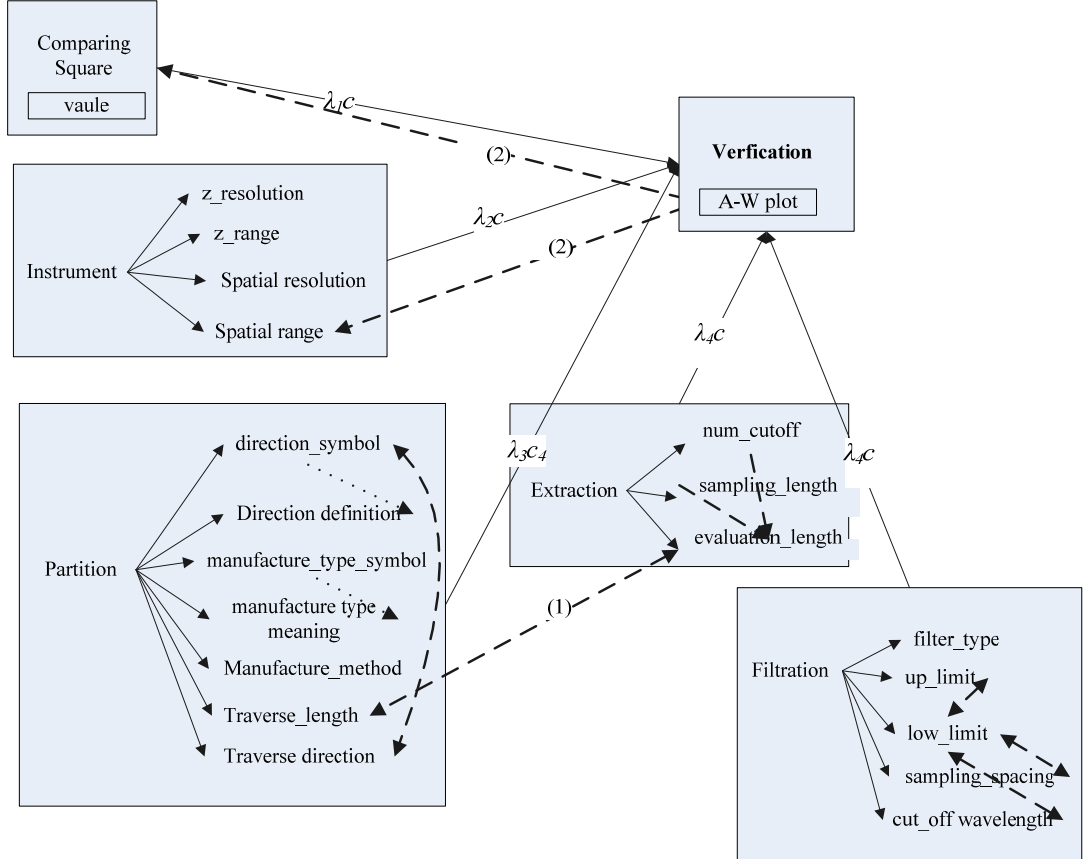 Comparing
Square
vaule
λ1c
(2)
Verfication
A-W plot
z_resolution
z_range
Instrument
Spatial resolution
Spatial range
λ2c
(2)
λ4c
direction_symbol
Direction definition
Partition
manufacture_type_symbol
manufacture type
meaning
Manufacture_method
Traverse_length
Traverse direction
λ3c4
num_cutoff
Extraction
sampling_length
evaluation_length
λ4c
(1)
filter_type
Filtration
up_limit
low_limit
sampling_spacing
cut_off wavelength